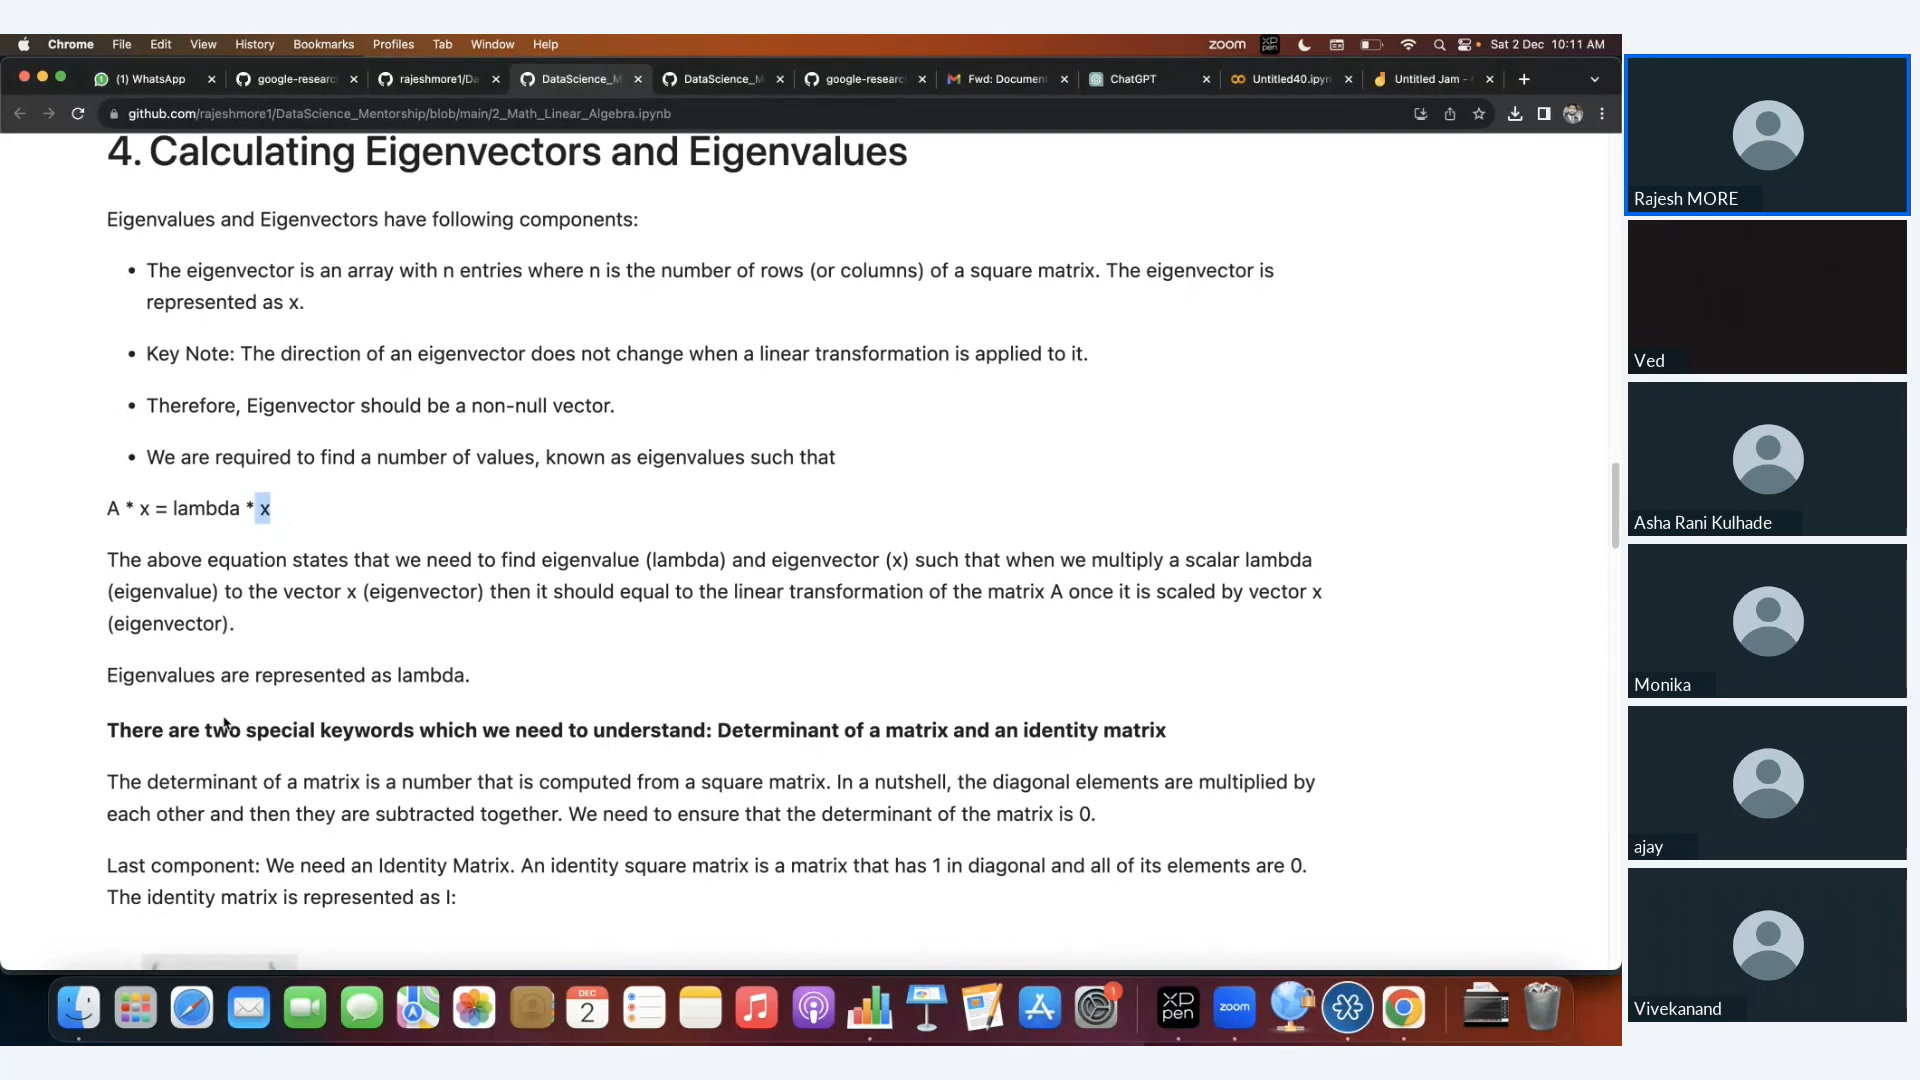 Chrome File Edit View History Bookmarks Profiles Tab Window Help zoom XP pen Sat 2 Dec 10:11 AM
(1) WhatsApp google-researc rajeshmore1/Da DataScience_M DataScience_M google-researc Fwd: Documen ChatGPT Untitled40.ipyn Untitled Jam -
github.com/rajeshmore1/DataScience_Mentorship/blob/main/2_Math_Linear_Algebra.ipynb
4. Calculating Eigenvectors and Eigenvalues
Eigenvalues and Eigenvectors have following components:
• The eigenvector is an array with n entries where n is the number of rows (or columns) of a square matrix. The eigenvector is
represented as x.
• Key Note: The direction of an eigenvector does not change when a linear transformation is applied to it.
• Therefore, Eigenvector should be a non-null vector.
• We are required to find a number of values, known as eigenvalues such that
A * x = lambda * x
The above equation states that we need to find eigenvalue (lambda) and eigenvector (x) such that when we multiply a scalar lambda
(eigenvalue) to the vector x (eigenvector) then it should equal to the linear transformation of the matrix A once it is scaled by vector x
(eigenvector).
Eigenvalues are represented as lambda.
There are two special keywords which we need to understand: Determinant of a matrix and an identity matrix
The determinant of a matrix is a number that is computed from a square matrix. In a nutshell, the diagonal elements are multiplied by
each other and then they are subtracted together. We need to ensure that the determinant of the matrix is 0.
Last component: We need an Identity Matrix. An identity square matrix is a matrix that has 1 in diagonal and all of its elements are 0.
The identity matrix is represented as I:
DEC
2
1
XP
pen
zoom
Rajesh MORE
Ved
Asha Rani Kulhade
Monika
ajay
Vivekanand